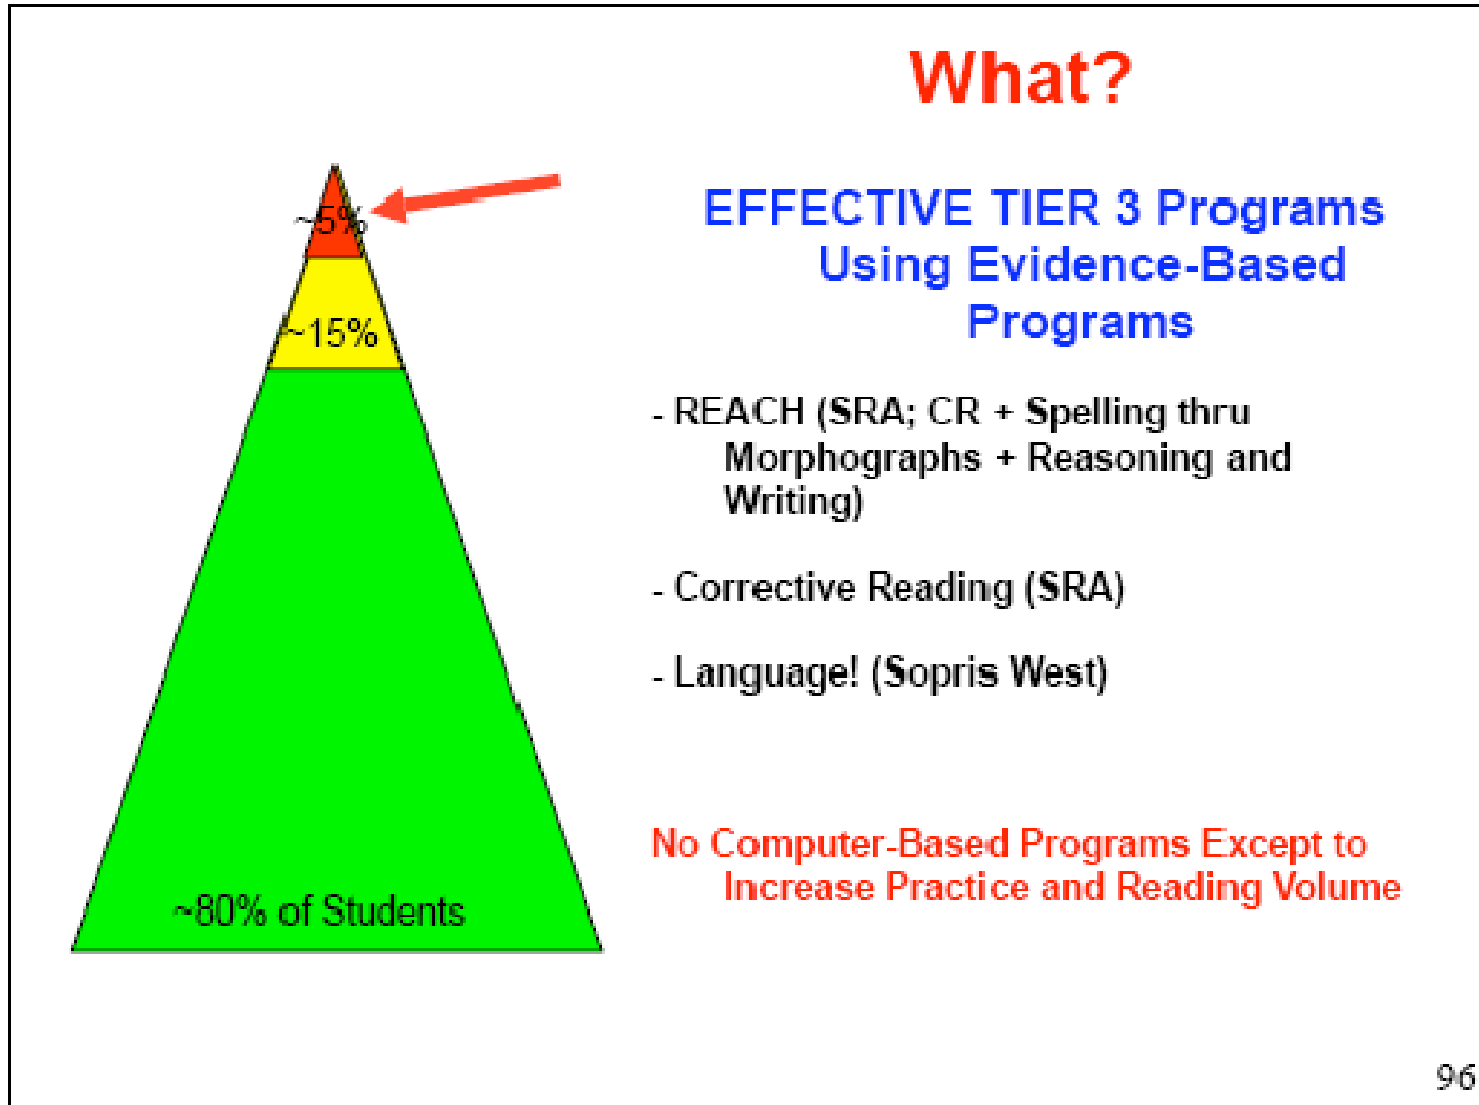 What?
~5%
EFFECTIVE TIER 3 Programs
Using Evidence-Based
Programs
~15%
- REACH (SRA; CR + Spelling thru
Morphographs + Reasoning and
Writing)
- Corrective Reading (SRA)
- Language! (Sopris West)
No Computer-Based Programs Except to
Increase Practice and Reading Volume
~80% of Students
96